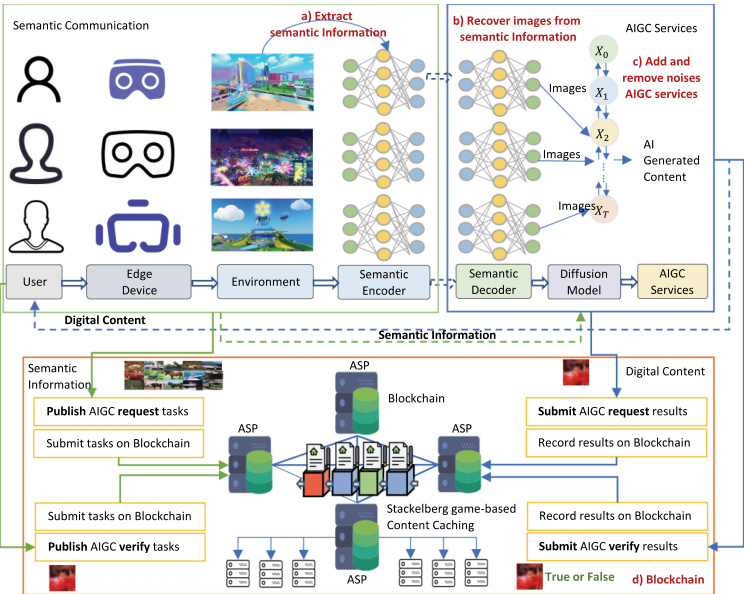 Semantic Communication
a) Extract
semantic Information
b) Recover images from
semantic Information
AIGC Services
X0
c) Add and
remove noises
AIGC services
Images
X1
X2
Images
AI
Generated
Content
Images
XT
User
Edge
Device
Environment
Semantic
Encoder
Semantic
Decoder
Diffusion
Model
AIGC
Services
Digital Content
Semantic Information
Semantic
Information
ASP
Blockchain
Digital Content
Publish AIGC request tasks
Submit tasks on Blockchain
ASP
ASP
Submit AIGC request results
Record results on Blockchain
Submit tasks on Blockchain
Publish AIGC verify tasks
Stackelberg game-based
Content Caching
ASP
Record results on Blockchain
Submit AIGC verify results
True or False
d) Blockchain